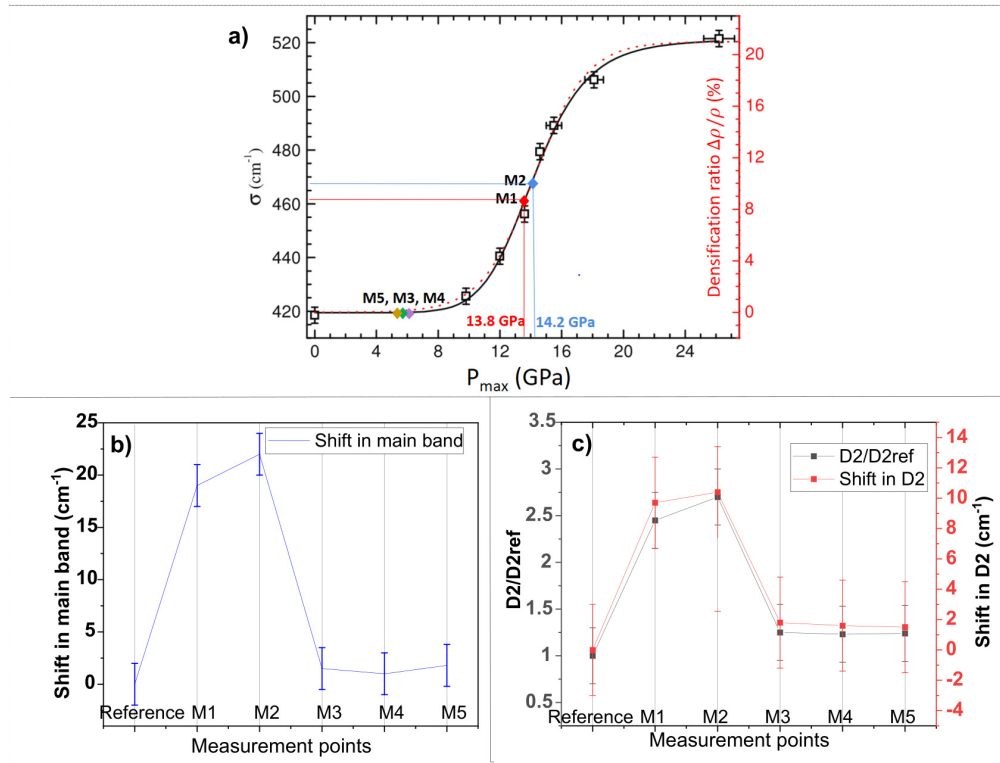 a)
520
500
480
460
440
420
σ (cm⁻¹)
M2
M1
M5, M3, M4
13.8 GPa
14.2 GPa
0
4
8
12
16
20
24
Pmax (GPa)
20
16
12
8
4
0
Densification ratio Δρ/ρ (%)
b)
25
20
15
10
5
0
Shift in main band (cm⁻¹)
Shift in main band
Reference M1 M2 M3 M4 M5
Measurement points
c)
3.5
3
2.5
2
1.5
1
0.5
D2/D2ref
D2/D2ref
Shift in D2
14
12
10
8
6
4
2
0
-2
-4
Shift in D2 (cm⁻¹)
Reference M1 M2 M3 M4 M5
Measurement points